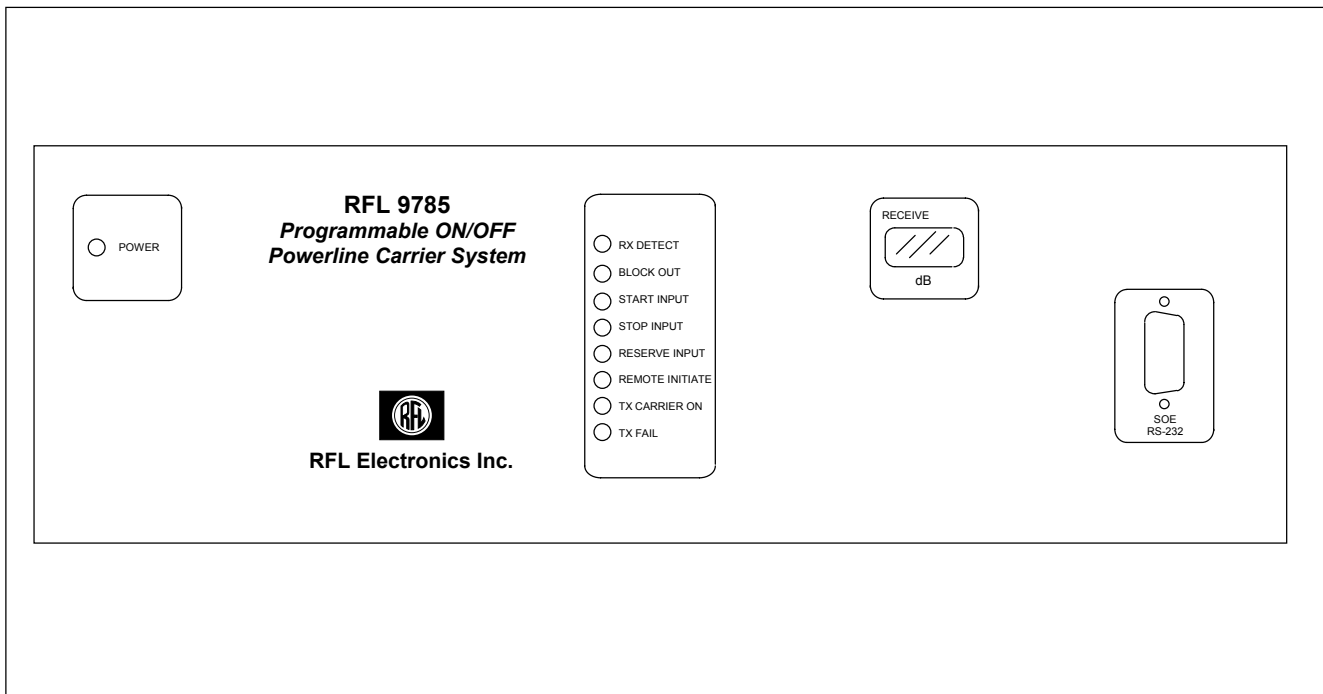 POWER
RFL 9785
Programmable ON/OFF
Powerline Carrier System
RFL
RFL Electronics Inc.
RX DETECT
BLOCK OUT
START INPUT
STOP INPUT
RESERVE INPUT
REMOTE INITIATE
TX CARRIER ON
TX FAIL
RECEIVE
dB
SOE
RS-232